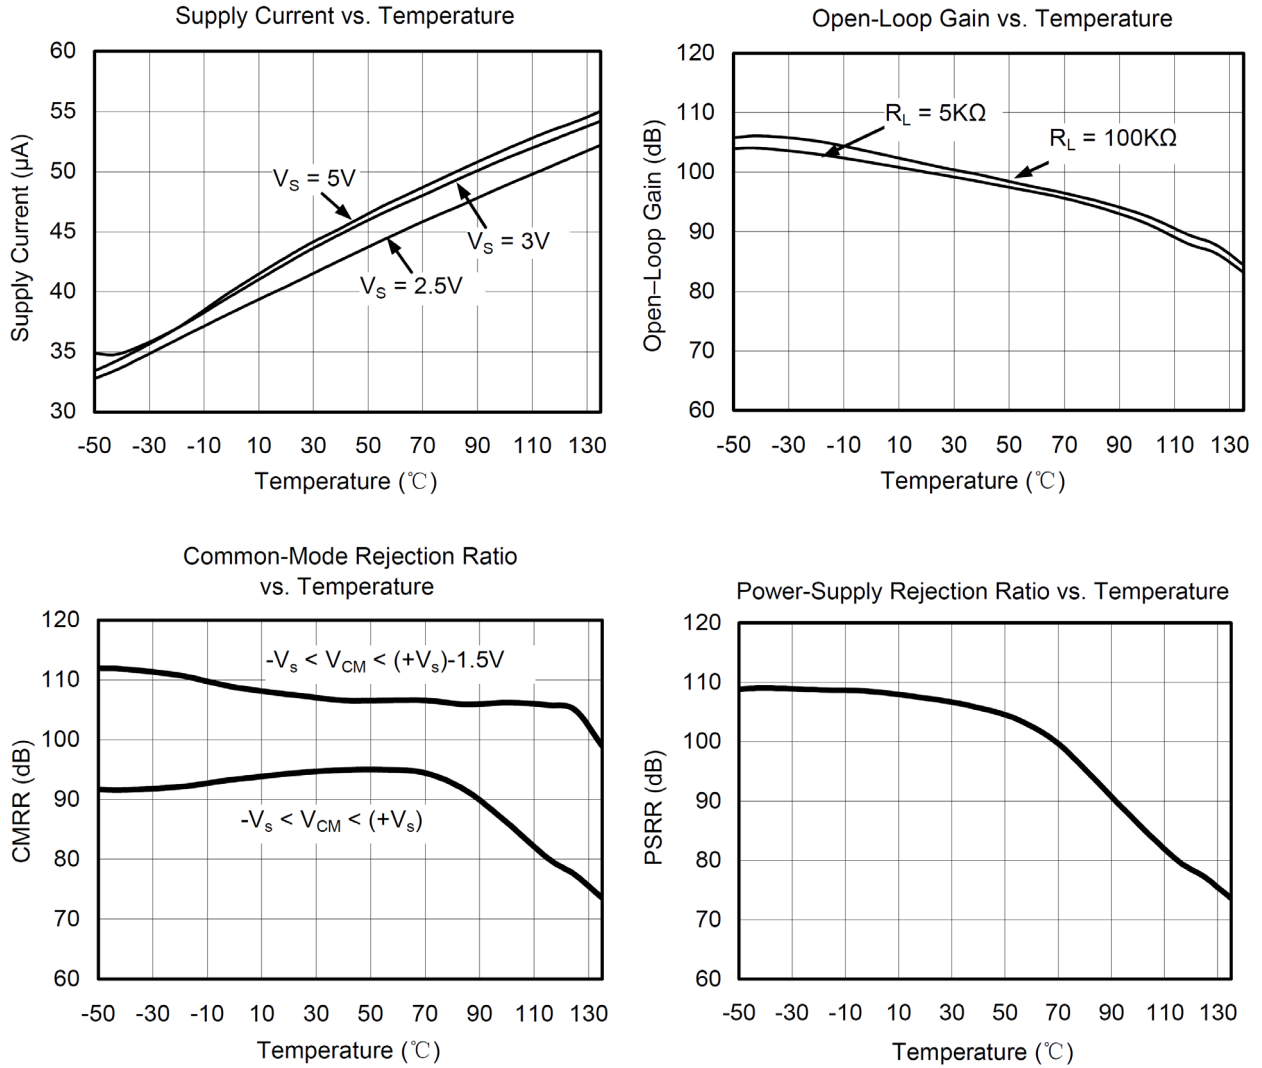 Supply Current vs. Temperature
Supply Current (μA)
60
55
50
45
40
35
30
V_S = 5V
V_S = 3V
V_S = 2.5V
-50 -30 -10 10 30 50 70 90 110 130
Temperature (℃)
Open-Loop Gain vs. Temperature
Open–Loop Gain (dB)
120
110
100
90
80
70
60
R_L = 5KΩ
R_L = 100KΩ
-50 -30 -10 10 30 50 70 90 110 130
Temperature (℃)
Common-Mode Rejection Ratio
vs. Temperature
CMRR (dB)
120
110
100
90
80
70
60
-V_s < V_CM < (+V_s)-1.5V
-V_s < V_CM < (+V_s)
-50 -30 -10 10 30 50 70 90 110 130
Temperature (℃)
Power-Supply Rejection Ratio vs. Temperature
PSRR (dB)
120
110
100
90
80
70
60
-50 -30 -10 10 30 50 70 90 110 130
Temperature (℃)